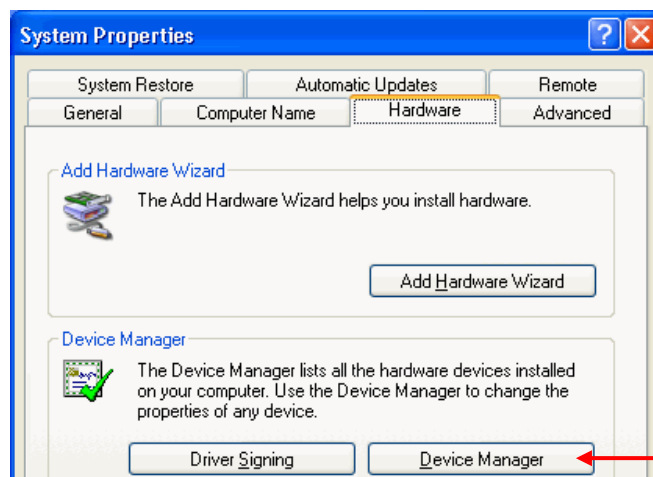 System Properties
System Restore Automatic Updates Remote
General Computer Name Hardware Advanced
Add Hardware Wizard
The Add Hardware Wizard helps you install hardware.
Add Hardware Wizard
Device Manager
The Device Manager lists all the hardware devices installed
on your computer. Use the Device Manager to change the
properties of any device.
Driver Signing Device Manager